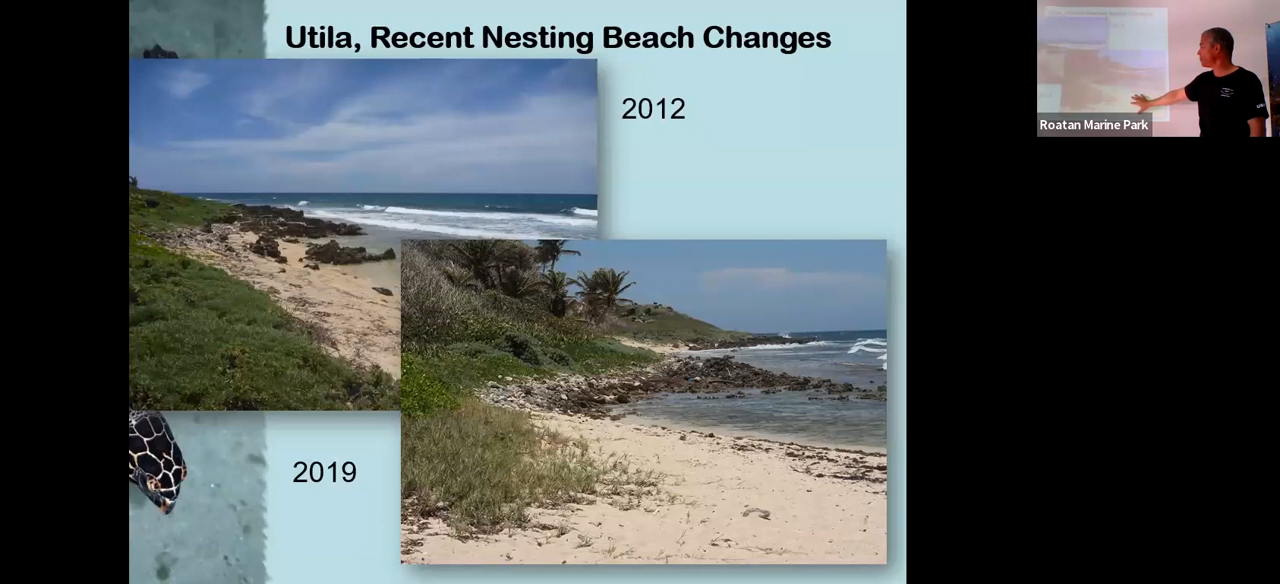 Utila, Recent Nesting Beach Changes
2012
Roatan Marine Park
2019